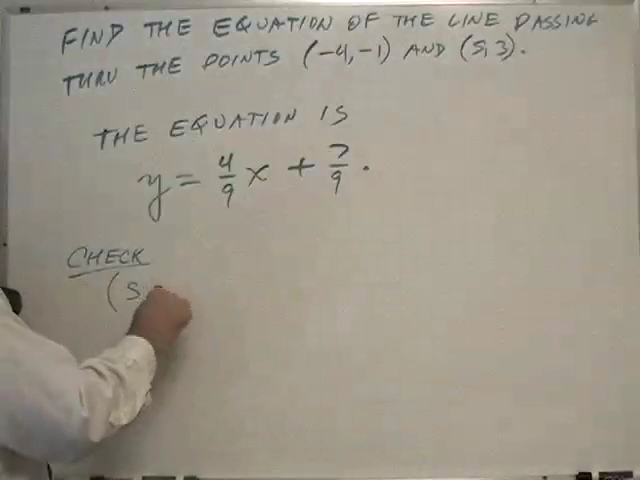 FIND THE EQUATION OF THE LINE PASSING
THRU THE POINTS (-4,-1) AND (5,3).
THE EQUATION IS
y = 4/9 x + 7/9 .
CHECK
(5,